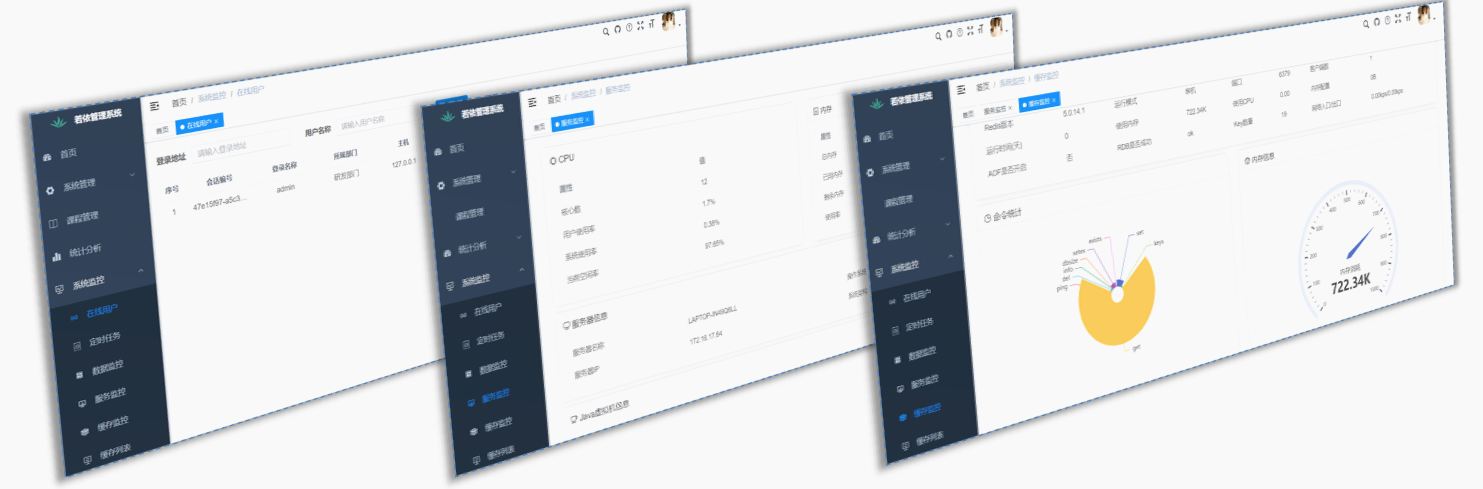 若依管理系统
首页
系统管理
课程管理
统计分析
系统监控
在线用户
定时任务
数据监控
服务监控
缓存监控
缓存列表
首页 / 系统监控 / 在线用户
首页 在线用户 ×
登录地址 请输入登录地址 用户名称 请输入用户名称
序号 会话编号 登录名称 所属部门 主机
1 47e15f97-a5c3... admin 研发部门 127.0.0.1
若依管理系统
首页
系统管理
课程管理
统计分析
系统监控
在线用户
定时任务
数据监控
服务监控
缓存监控
缓存列表
首页 / 系统监控 / 服务监控
首页 服务监控 ×
CPU
属性 值
核心数 12
用户使用率 1.7%
系统使用率 0.38%
当前空闲率 97.65%
内存
属性
总内存
已用内存
剩余内存
使用率
服务器信息
服务器名称
服务器IP 172.16.17.64
操作系统
系统架构
Java虚拟机信息
若依管理系统
首页
系统管理
课程管理
统计分析
系统监控
在线用户
定时任务
数据监控
服务监控
缓存监控
缓存列表
首页 / 系统监控 / 缓存监控
首页 服务监控 × 缓存监控 ×
Redis版本 5.0.14.1 运行模式 单机 端口 6379 客户端数 1
运行时间(天) 0 使用内存 722.34K 使用CPU 0.00 内存配置 0B
AOF是否开启 否 RDB是否成功 ok Key数量 19 网络入口/出口
命令统计
exists
setex
dbsize
info
del
ping
set
keys
get
内存信息
内存消耗
722.34K
0
100
200
300
400
500
600
700
800
900
1000